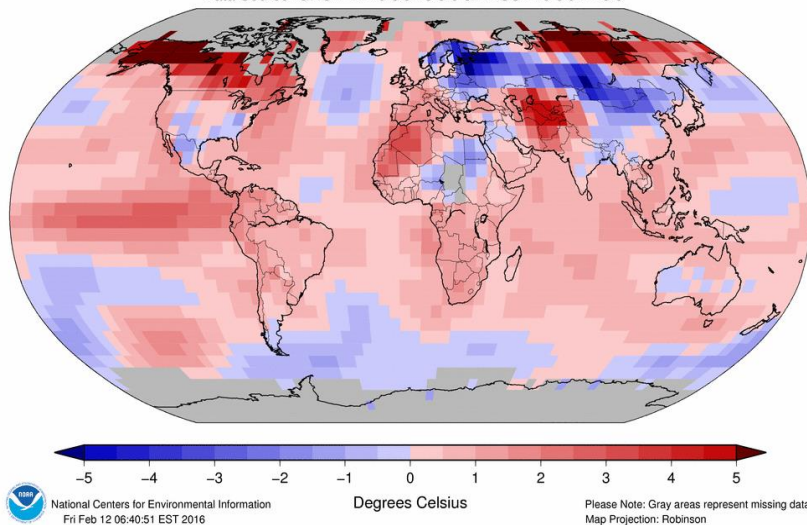 −5 −4 −3 −2 −1 0 1 2 3 4 5
NOAA
National Centers for Environmental Information
Fri Feb 12 06:40:51 EST 2016
Degrees Celsius
Please Note: Gray areas represent missing data
Map Projection: Robinson